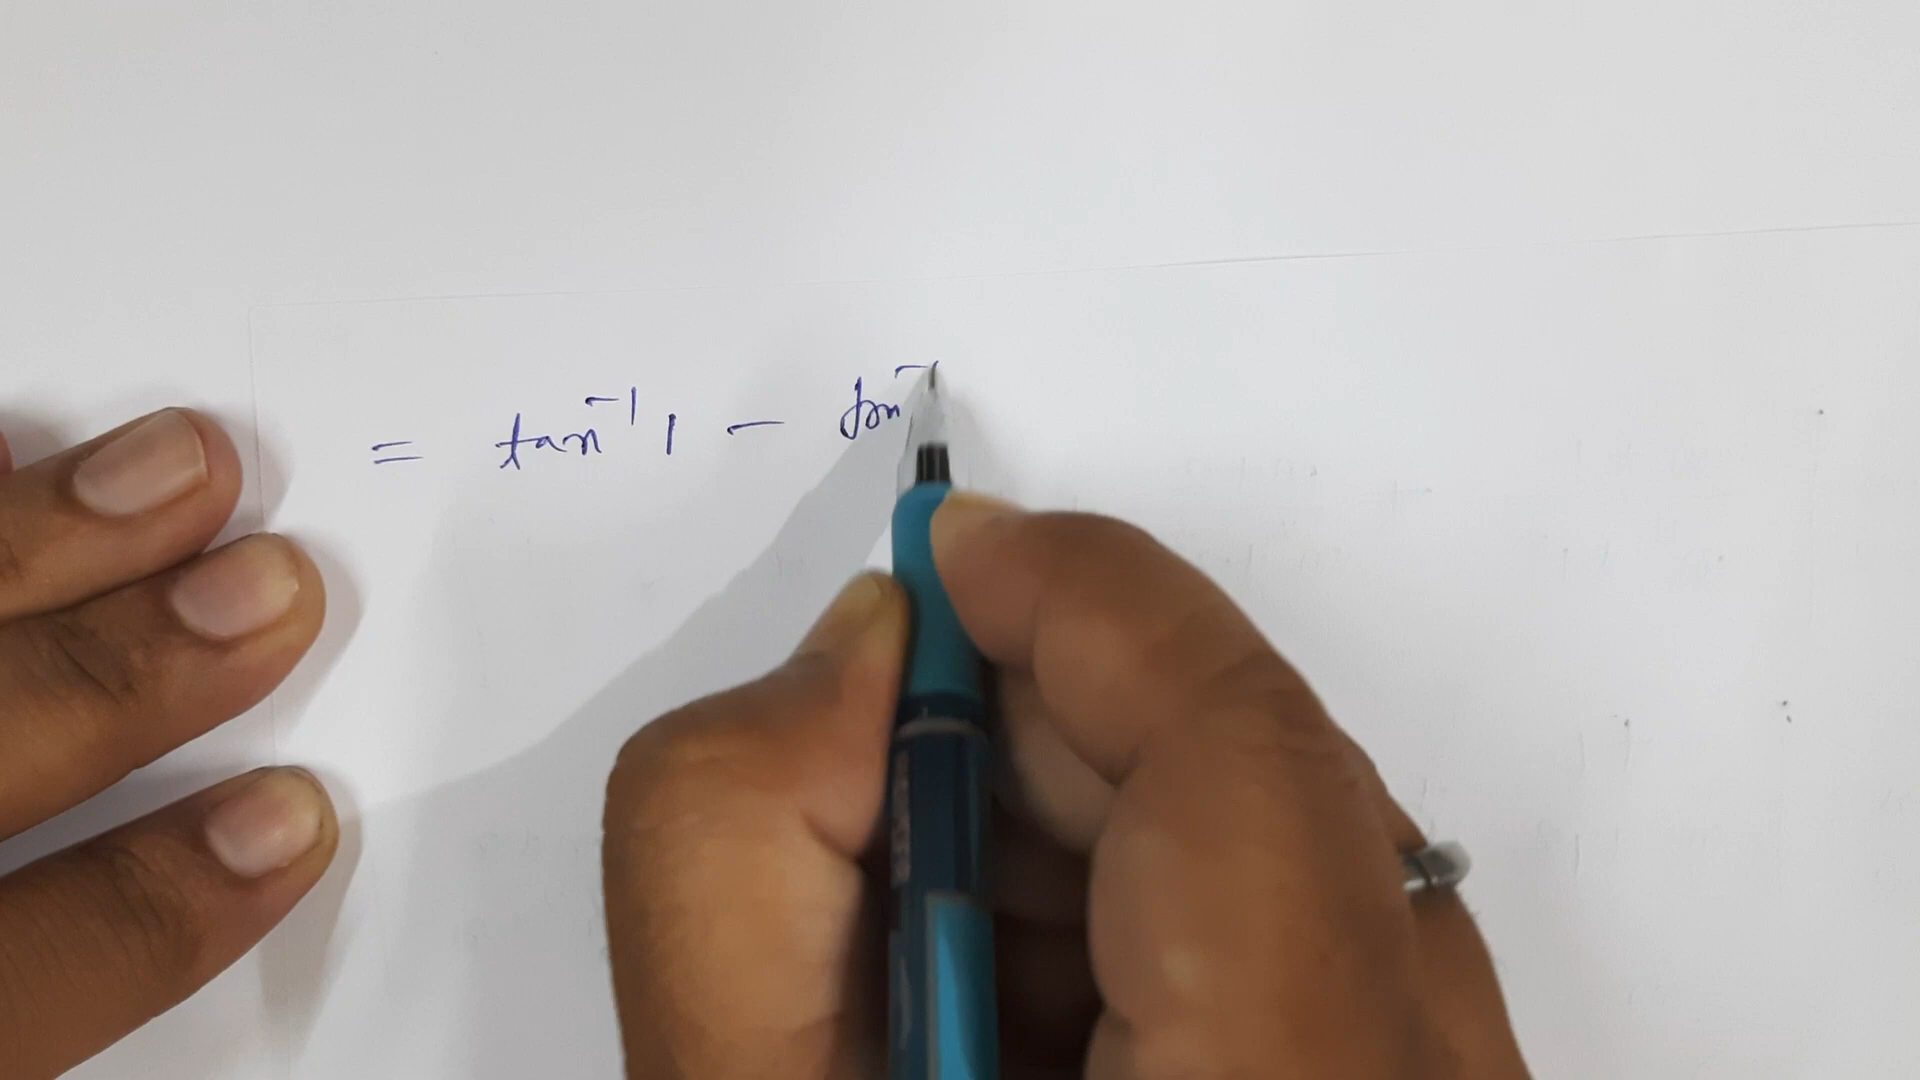 = tan⁻¹ 1 - tan⁻¹